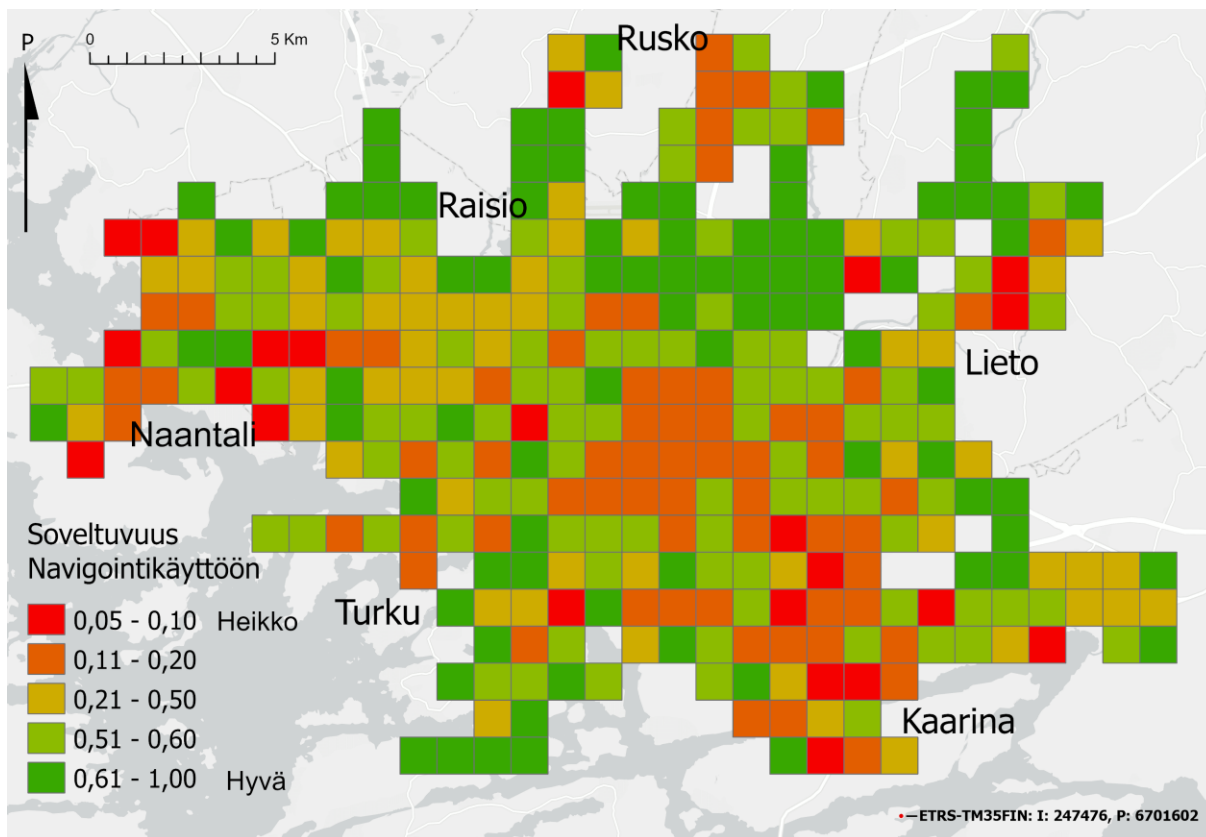 P
0 5 Km
Rusko
Raisio
Lieto
Naantali
Turku
Kaarina
Soveltuvuus
Navigointikäyttöön
0,05 - 0,10 Heikko
0,11 - 0,20
0,21 - 0,50
0,51 - 0,60
0,61 - 1,00 Hyvä
ETRS-TM35FIN: I: 247476, P: 6701602